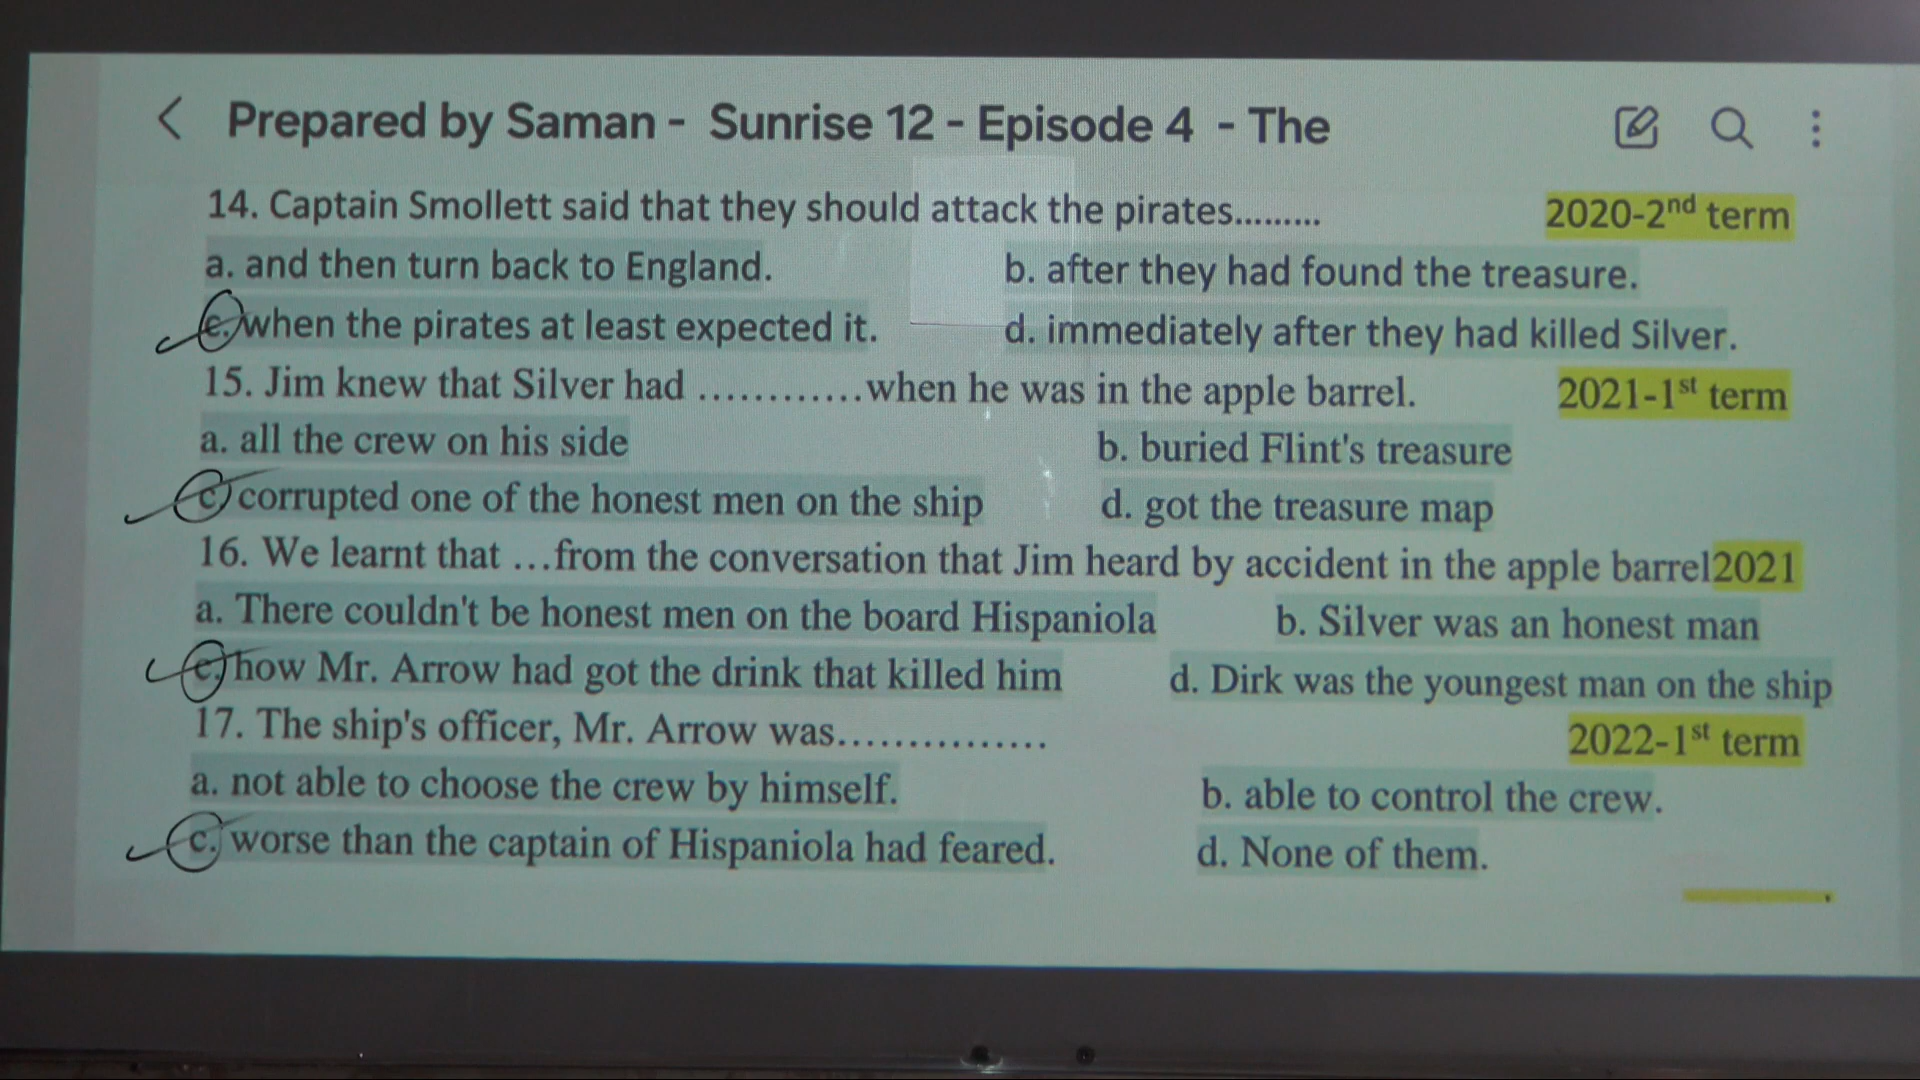 Prepared by Saman - Sunrise 12 - Episode 4 - The
14. Captain Smollett said that they should attack the pirates......... 2020-2nd term
a. and then turn back to England. b. after they had found the treasure.
c. when the pirates at least expected it. d. immediately after they had killed Silver.
15. Jim knew that Silver had ............when he was in the apple barrel. 2021-1st term
a. all the crew on his side b. buried Flint's treasure
c) corrupted one of the honest men on the ship d. got the treasure map
16. We learnt that ...from the conversation that Jim heard by accident in the apple barrel2021
a. There couldn't be honest men on the board Hispaniola b. Silver was an honest man
c. how Mr. Arrow had got the drink that killed him d. Dirk was the youngest man on the ship
17. The ship's officer, Mr. Arrow was............... 2022-1st term
a. not able to choose the crew by himself. b. able to control the crew.
c. worse than the captain of Hispaniola had feared. d. None of them.